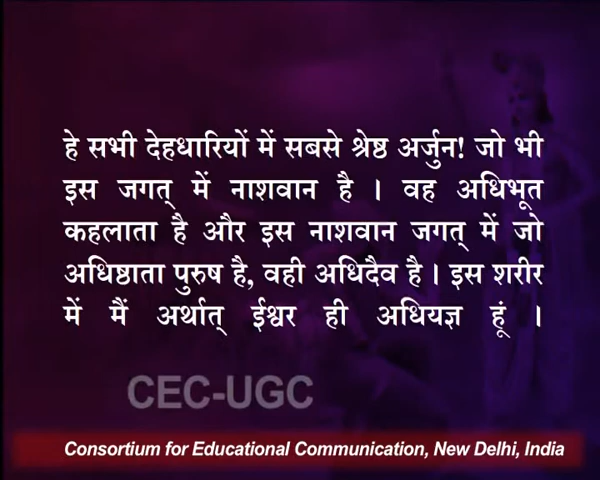 हे सभी देहधारियों में सबसे श्रेष्ठ अर्जुन! जो भी
इस जगत् में नाशवान है । वह अधिभूत
कहलाता है और इस नाशवान जगत् में जो
अधिष्ठाता पुरुष है, वही अधिदैव है । इस शरीर
में मैं अर्थात् ईश्वर ही अधियज्ञ हूं ।
CEC-UGC
Consortium for Educational Communication, New Delhi, India